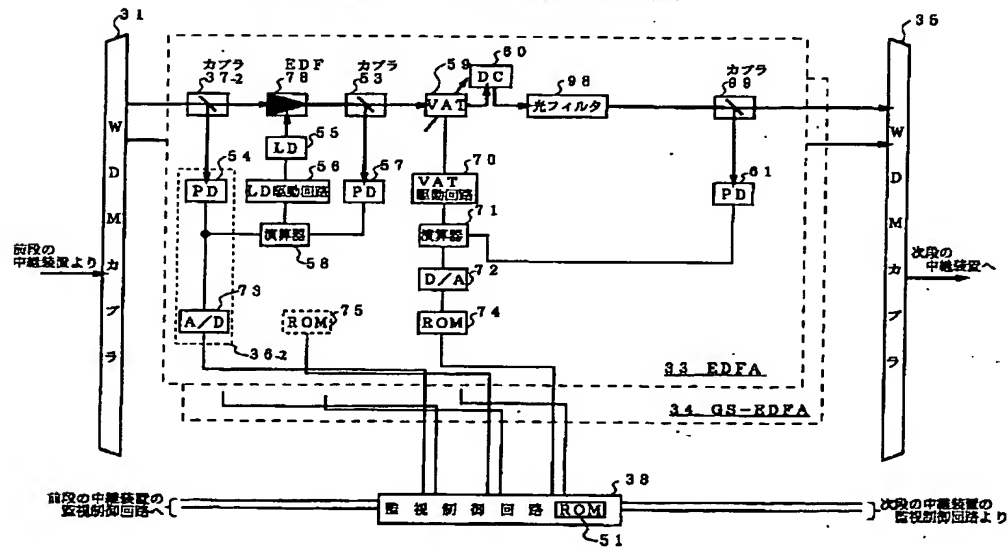 31
35
カプラ
37-2
EDF
78
カプラ
53
59
VAT
60
DC
98
光フィルタ
カプラ
89
W
D
M
カ
プ
ラ
W
D
M
カ
プ
ラ
55
LD
54
PD
56
LD駆動回路
57
PD
70
VAT
駆動回路
61
PD
演算器
58
71
演算器
前段の
中継装置より
次段の
中継装置へ
72
D/A
73
A/D
75
ROM
74
ROM
36-2
33 EDFA
34 GS-EDFA
38
前段の中継装置の
監視制御回路へ
監視制御回路 ROM
51
次段の中継装置の
監視制御回路より